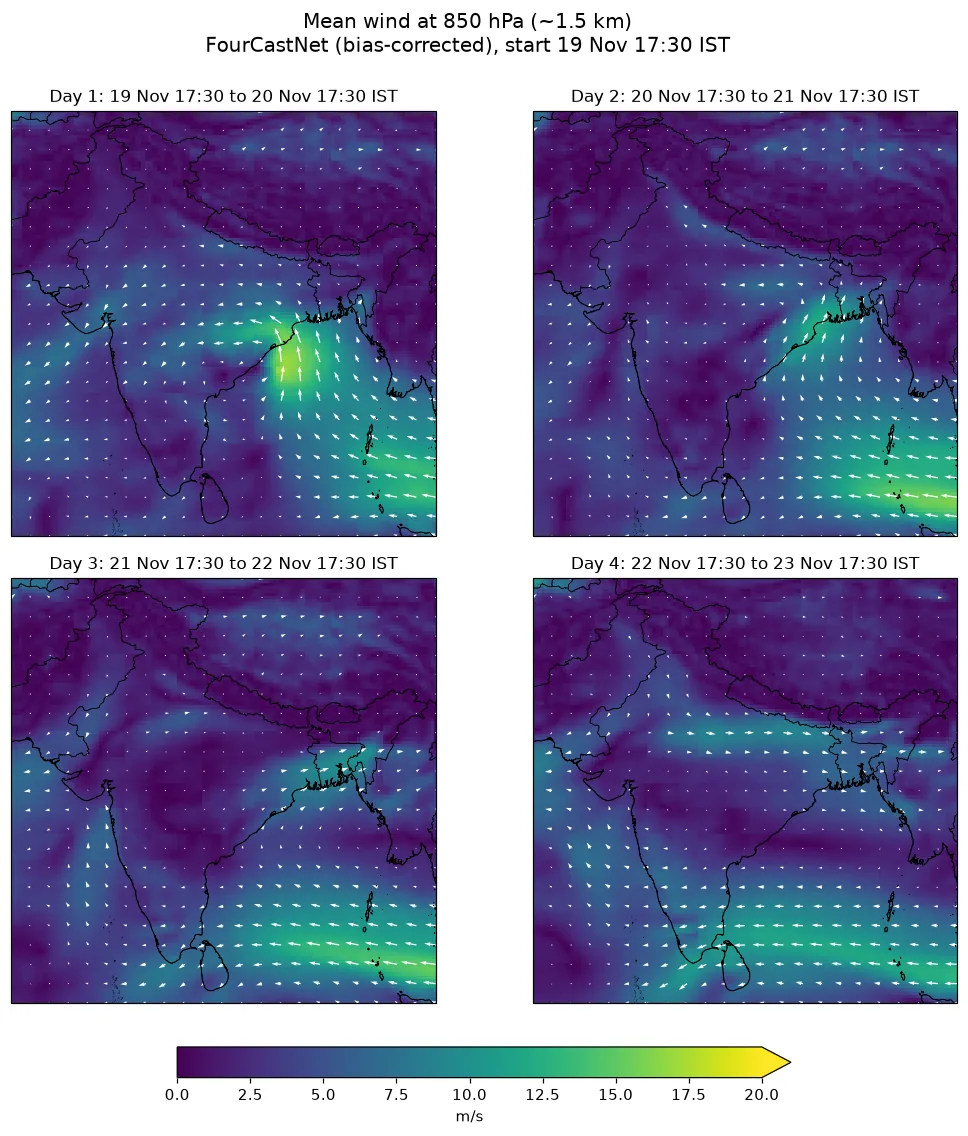 Mean wind at 850 hPa (~1.5 km)
FourCastNet (bias-corrected), start 19 Nov 17:30 IST
Day 1: 19 Nov 17:30 to 20 Nov 17:30 IST
Day 2: 20 Nov 17:30 to 21 Nov 17:30 IST
Day 3: 21 Nov 17:30 to 22 Nov 17:30 IST
Day 4: 22 Nov 17:30 to 23 Nov 17:30 IST
0.0 2.5 5.0 7.5 10.0 12.5 15.0 17.5 20.0
m/s